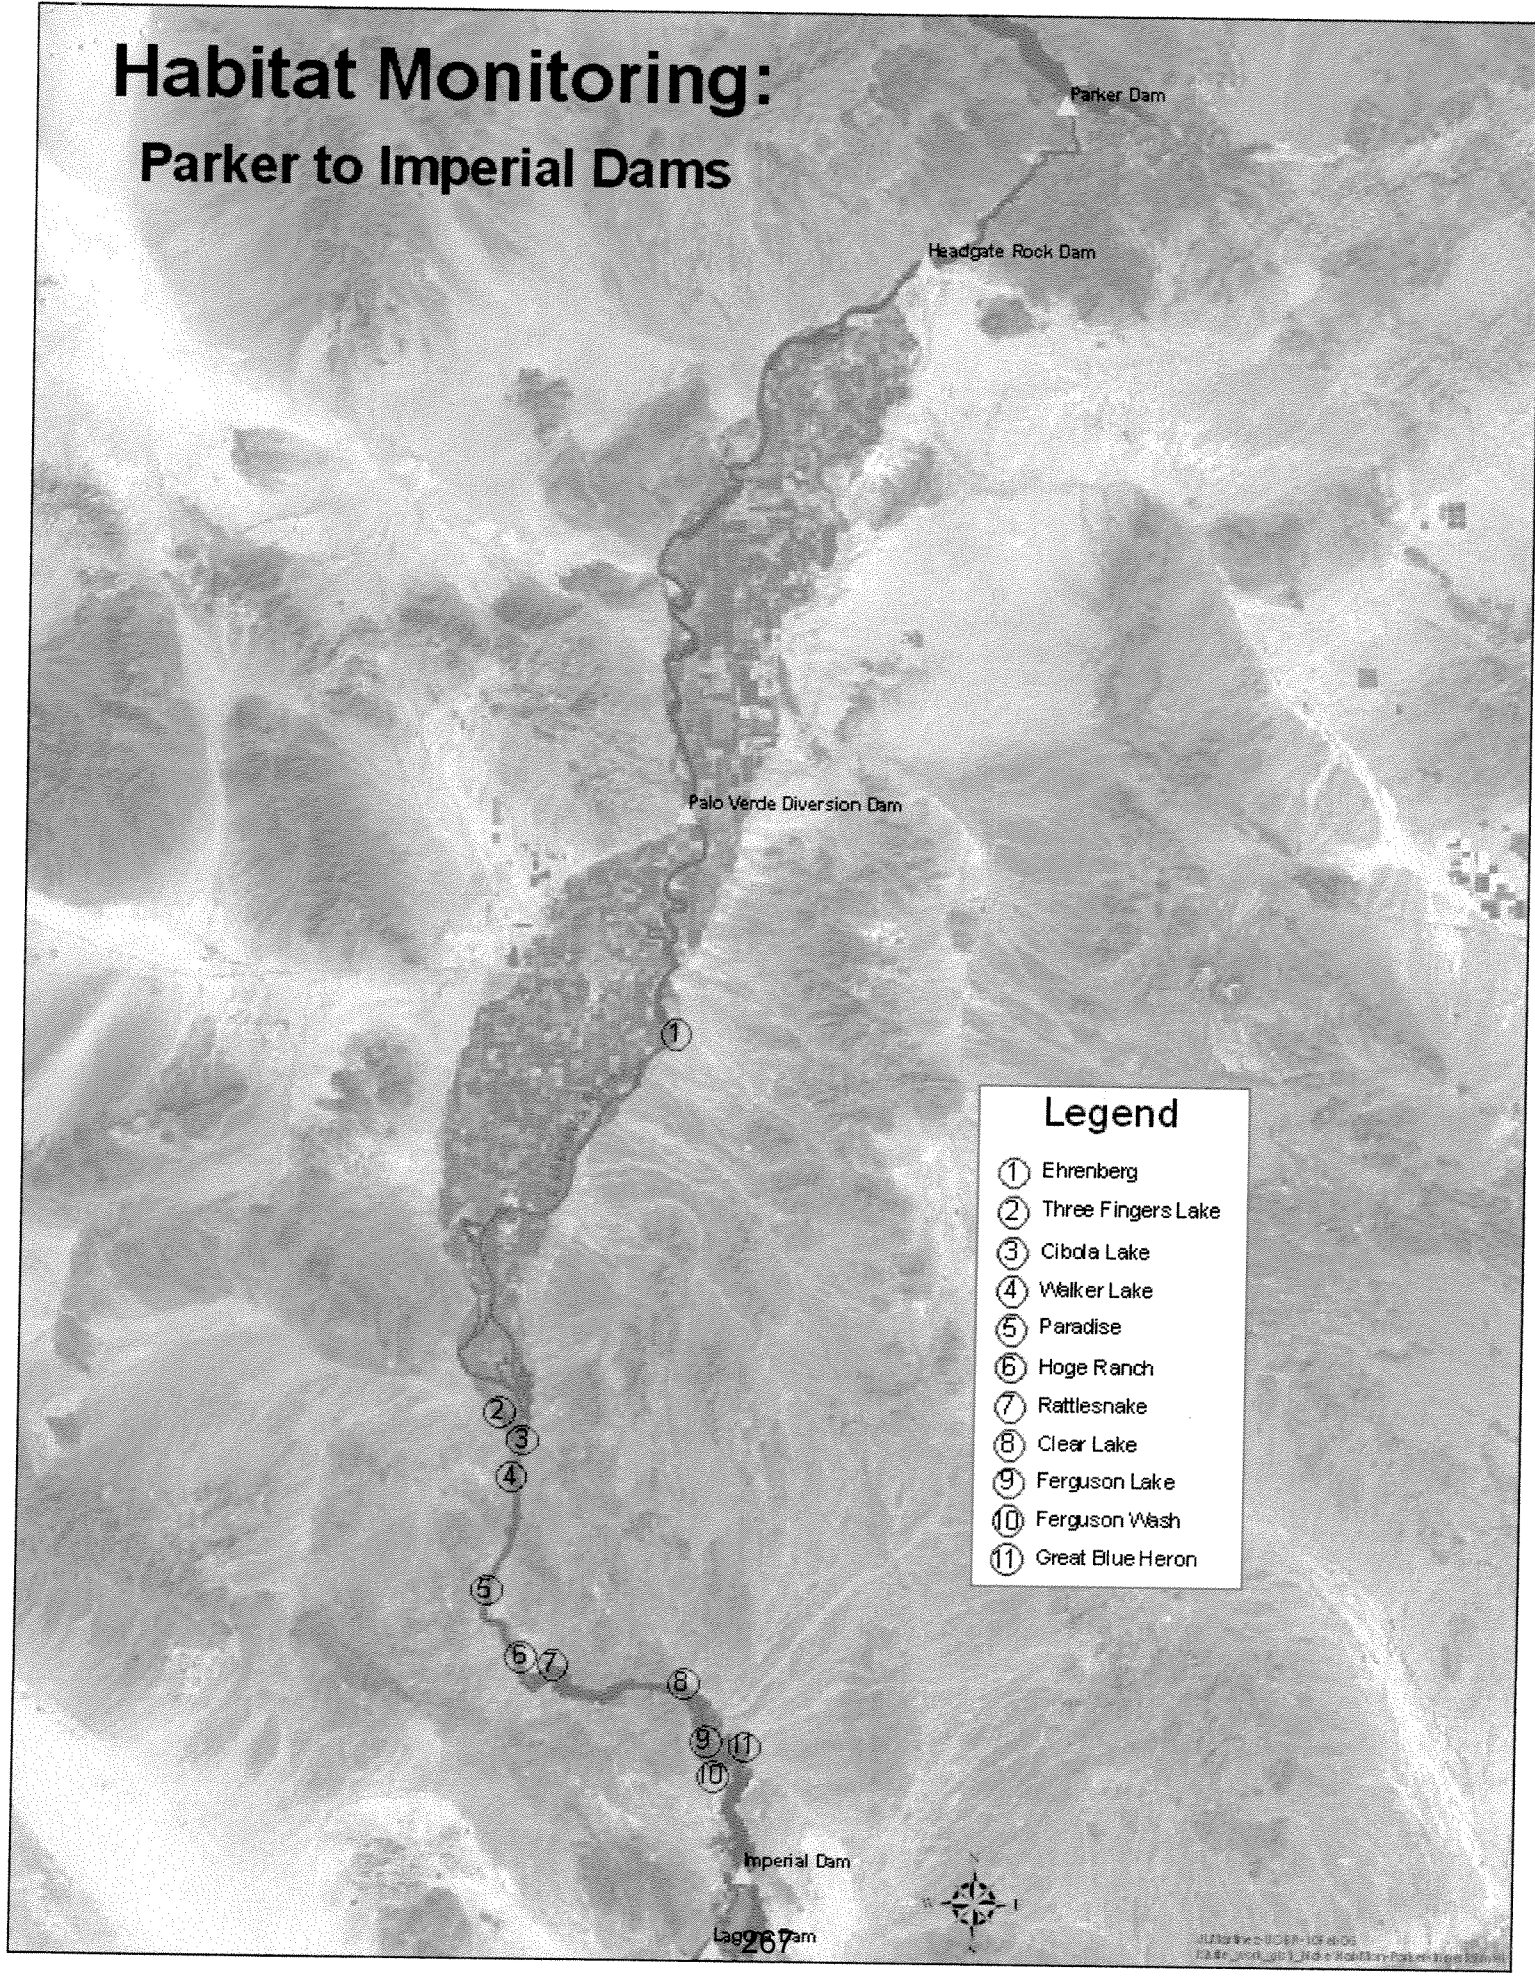 Habitat Monitoring:
Parker to Imperial Dams
Parker Dam
Headgate Rock Dam
Palo Verde Diversion Dam
1
Legend
1 Ehrenberg
2 Three Fingers Lake
3 Cibola Lake
4 Walker Lake
5 Paradise
6 Hoge Ranch
7 Rattlesnake
8 Clear Lake
9 Ferguson Lake
10 Ferguson Wash
11 Great Blue Heron
2
3
4
5
6 7
8
9 11
10
Imperial Dam
Laguna Dam
267